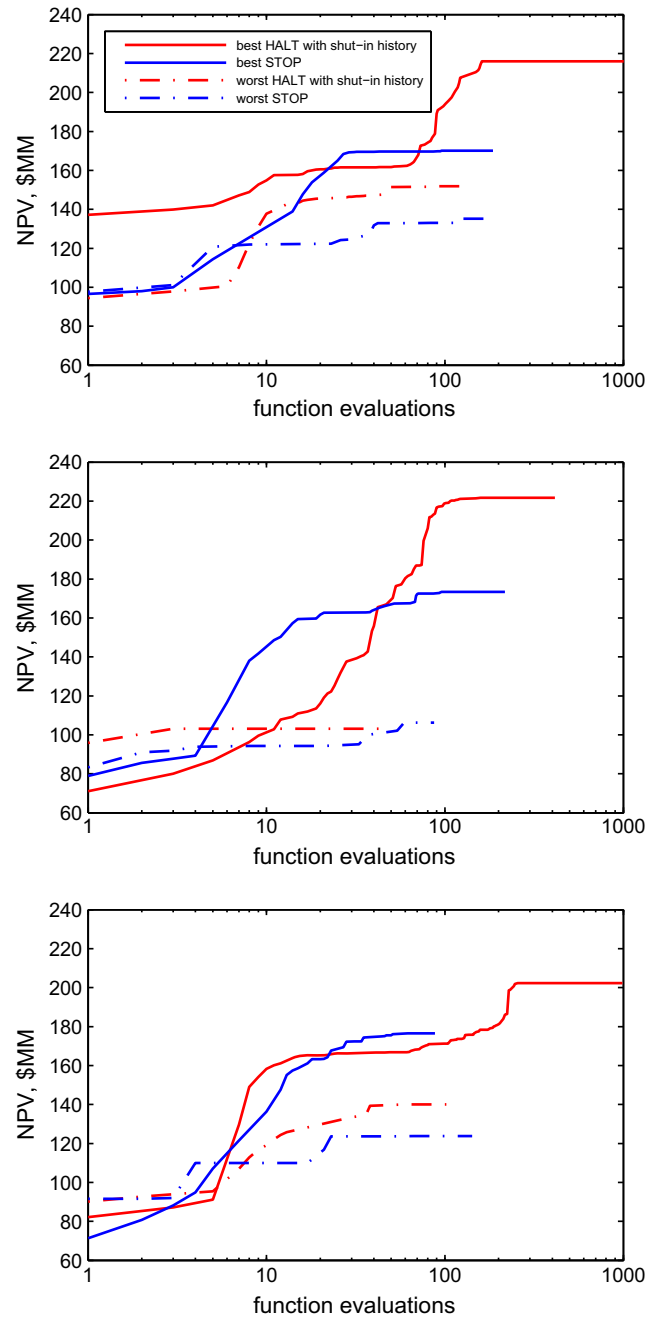 240
220
200
180
160
140
120
100
80
60
NPV, $MM
best HALT with shut−in history
best STOP
worst HALT with shut−in history
worst STOP
1 10 100 1000
function evaluations
240
220
200
180
160
140
120
100
80
60
NPV, $MM
1 10 100 1000
function evaluations
240
220
200
180
160
140
120
100
80
60
NPV, $MM
1 10 100 1000
function evaluations